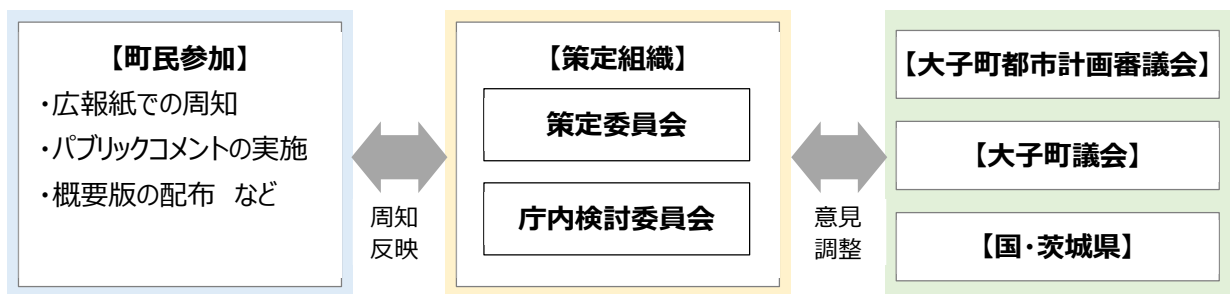 【町民参加】
・広報紙での周知
・パブリックコメントの実施
・概要版の配布　など
周知
反映
【策定組織】
策定委員会
庁内検討委員会
意見
調整
【大子町都市計画審議会】
【大子町議会】
【国・茨城県】